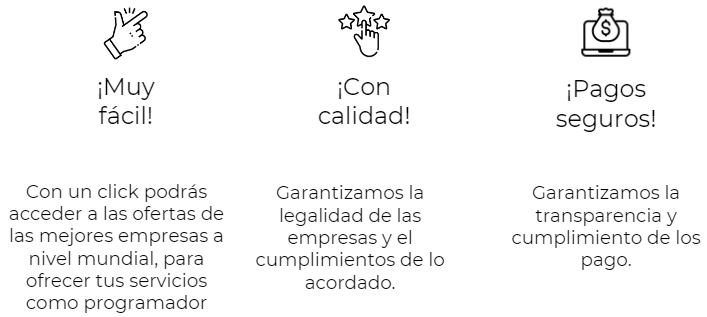 ¡Muy
fácil!
Con un click podrás
acceder a las ofertas de
las mejores empresas a
nivel mundial, para
ofrecer tus servicios
como programador
¡Con
calidad!
Garantizamos la
legalidad de las
empresas y el
cumplimientos de lo
acordado.
¡Pagos
seguros!
Garantizamos la
transparencia y
cumplimiento de los
pago.